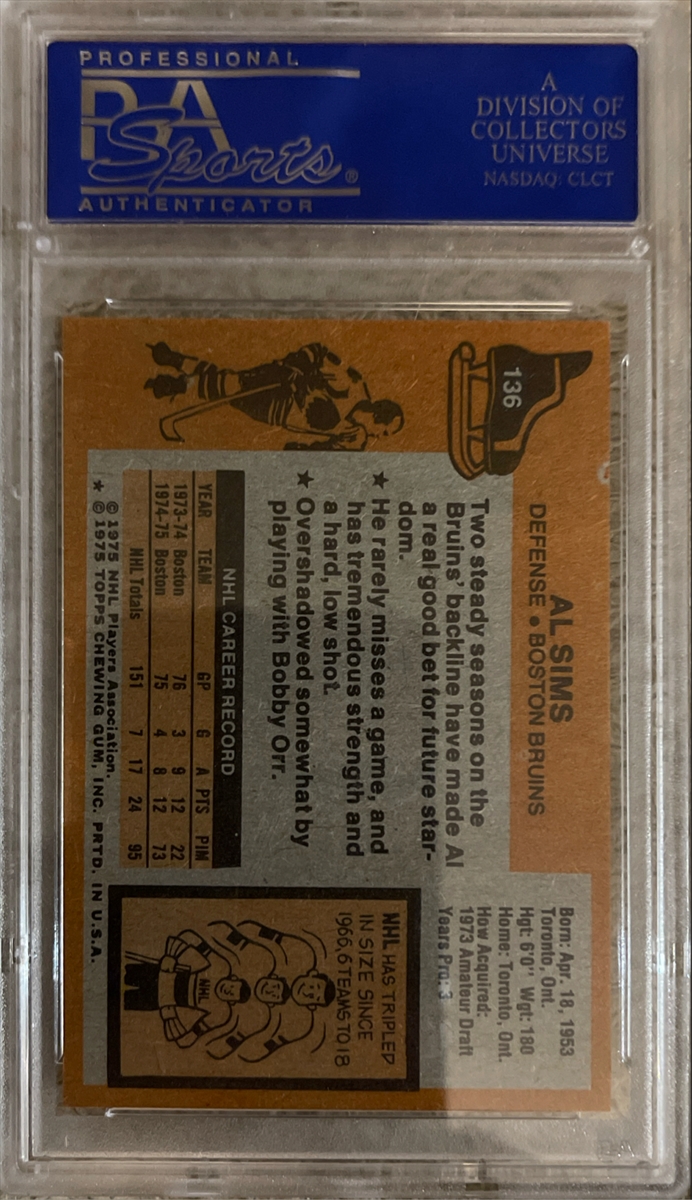 PROFESSIONAL
PSA
Sports®
AUTHENTICATOR
A
DIVISION OF
COLLECTORS
UNIVERSE
NASDAQ: CLCT
136
AL SIMS
DEFENSE • BOSTON BRUINS
Two steady seasons on the
Bruins' backline have made Al
a real good bet for future star-
dom.
★ He rarely misses a game, and
has tremendous strength and
a hard, low shot.
★ Overshadowed somewhat by
playing with Bobby Orr.
Born: Apr. 18, 1953
Toronto, Ont.
Hgt: 6'0" Wgt: 180
Home: Toronto, Ont.
How Acquired:
1973 Amateur Draft
Years Pro: 3
NHL CAREER RECORD
YEAR TEAM GP G A PTS PIM
1973-74 Boston 76 3 9 12 22
1974-75 Boston 75 4 8 12 73
NHL Totals 151 7 17 24 95
NHL HAS TRIPLED
IN SIZE SINCE
1966, 6 TEAMS TO 18
NHL
© 1975 NHL Players Association.
★ © 1975 TOPPS CHEWING GUM, INC. PRTD. IN U.S.A.